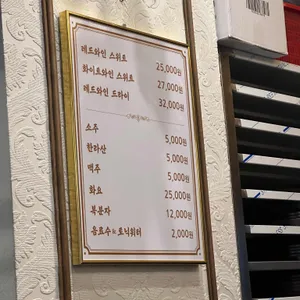 레드와인 스위트 25,000원
화이트와인 스위트 27,000원
레드와인 드라이 32,000원
소주 5,000원
한라산 5,000원
맥주 5,000원
화요 25,000원
복분자 12,000원
음료수 & 토닉워터 2,000원